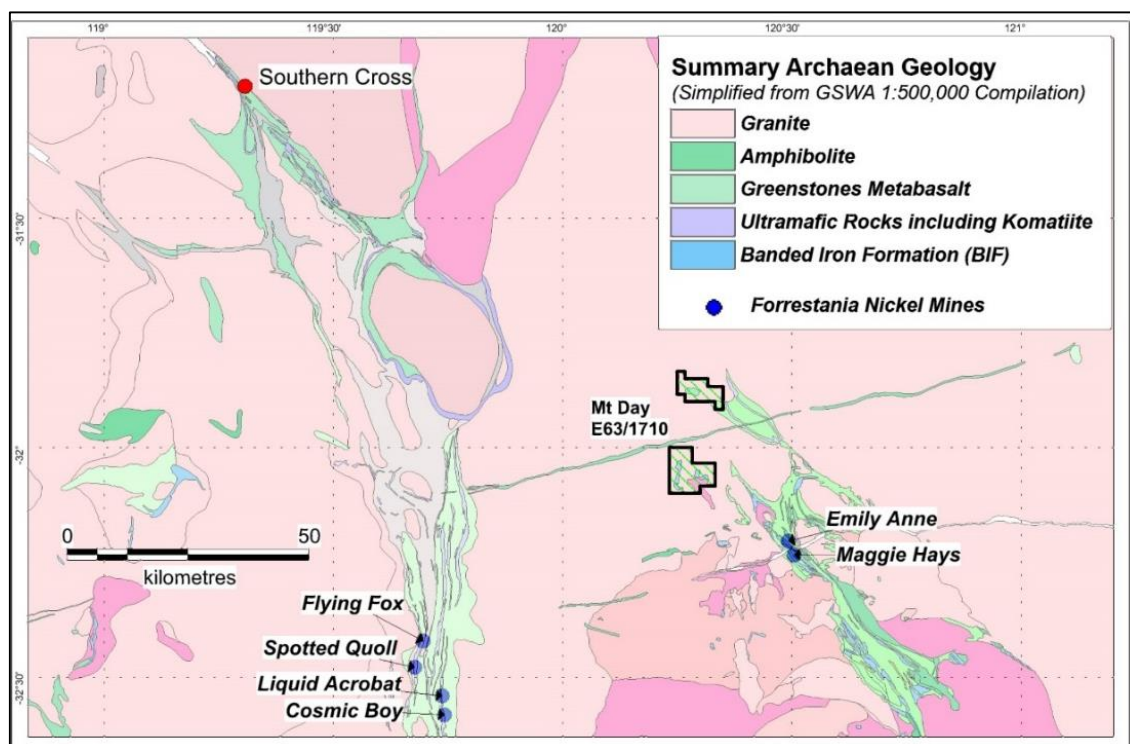 119°
119°30'
120°
120°30'
121°
Southern Cross
Summary Archaean Geology
(Simplified from GSWA 1:500,000 Compilation)
Granite
Amphibolite
Greenstones Metabasalt
Ultramafic Rocks including Komatiite
Banded Iron Formation (BIF)
Forrestania Nickel Mines
-31°30'
Mt Day
E63/1710
-32°
Emily Anne
Maggie Hays
0 50
kilometres
Flying Fox
Spotted Quoll
Liquid Acrobat
Cosmic Boy
-32°30'